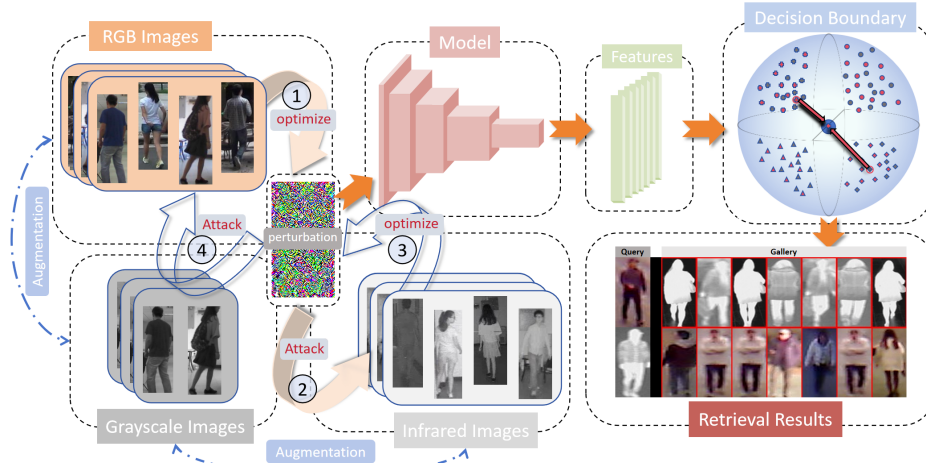 RGB Images
Model
Features
Decision Boundary
1
optimize
Augmentation
Attack
4
perturbation
optimize
3
Attack
2
Query
Gallery
Grayscale Images
Infrared Images
Retrieval Results
Augmentation